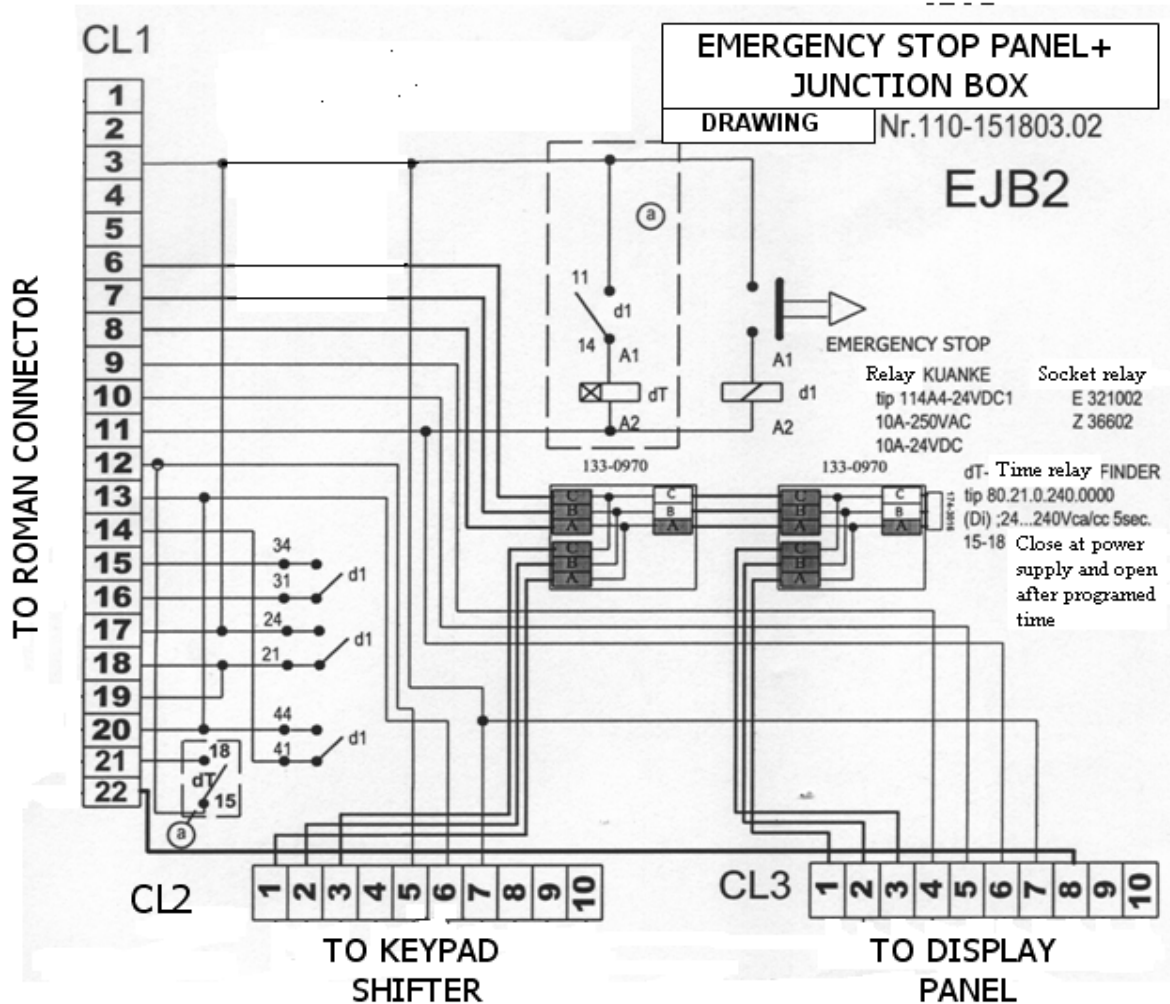 CL1
EMERGENCY STOP PANEL+
JUNCTION BOX
DRAWING Nr.110-151803.02
EJB2
TO ROMAN CONNECTOR
1
2
3
4
5
6
7
8
9
10
11
12
13
14
15
16
17
18
19
20
21
22
a
11
d1
14
A1
dT
A2
EMERGENCY STOP
A1
d1
A2
Relay KUANKE
tip 114A4-24VDC1
10A-250VAC
10A-24VDC
Socket relay
E 321002
Z 36602
133-0970
C
B
A
C
B
A
C
B
A
133-0970
C
B
A
C
B
A
C
B
A
dT- Time relay FINDER
tip 80.21.0.240.0000
(Di) ;24...240Vca/cc 5sec.
15-18 Close at power
supply and open
after programed
time
34
31
d1
24
21
d1
44
41
d1
18
dT
15
a
CL2
1 2 3 4 5 6 7 8 9 10
TO KEYPAD
SHIFTER
CL3
1 2 3 4 5 6 7 8 9 10
TO DISPLAY
PANEL